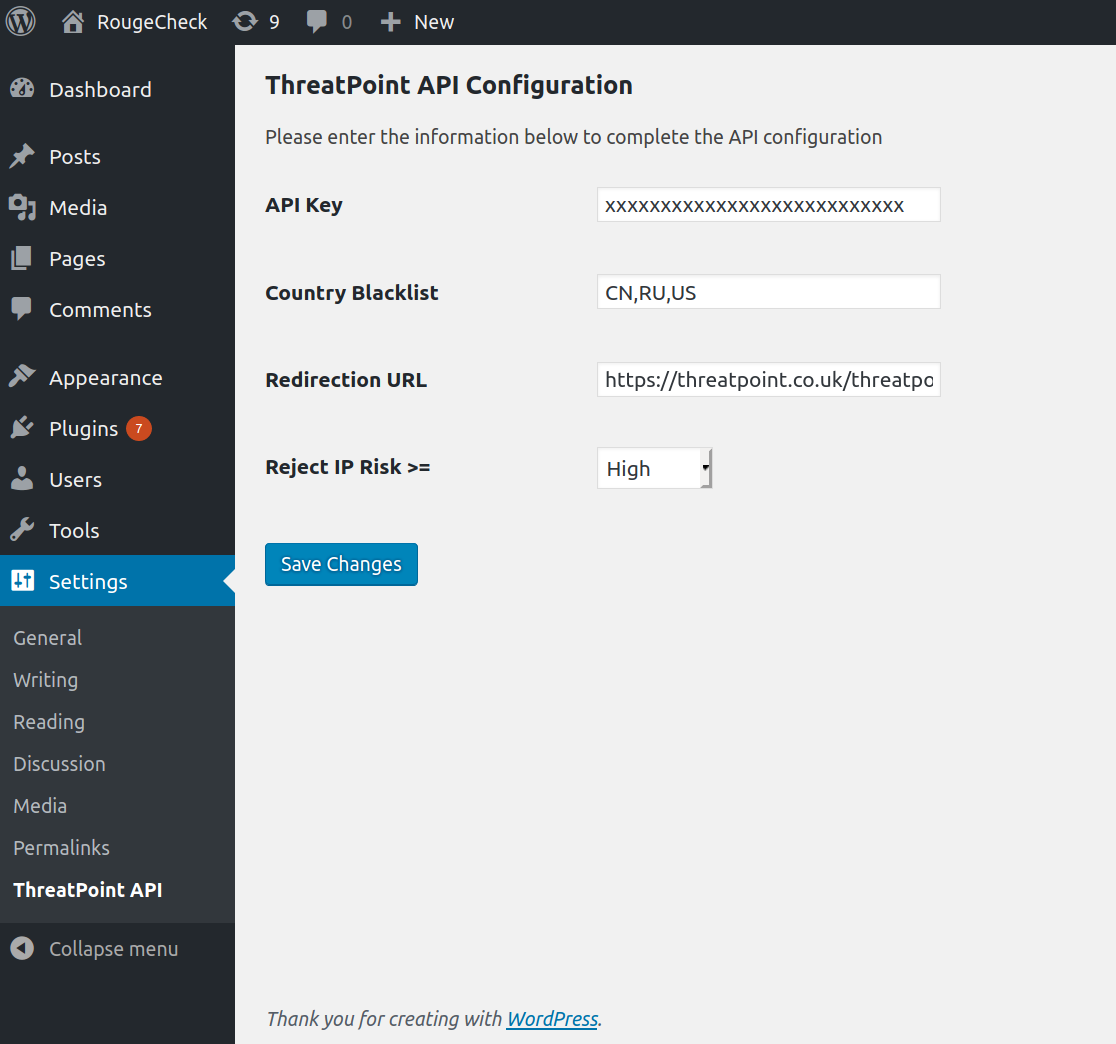 RougeCheck 9 0 New
Dashboard
Posts
Media
Pages
Comments
Appearance
Plugins 7
Users
Tools
Settings
General
Writing
Reading
Discussion
Media
Permalinks
ThreatPoint API
Collapse menu
ThreatPoint API Configuration
Please enter the information below to complete the API configuration
API Key xxxxxxxxxxxxxxxxxxxxxxxxxxx
Country Blacklist CN,RU,US
Redirection URL https://threatpoint.co.uk/threatpo
Reject IP Risk >= High
Save Changes
Thank you for creating with WordPress.